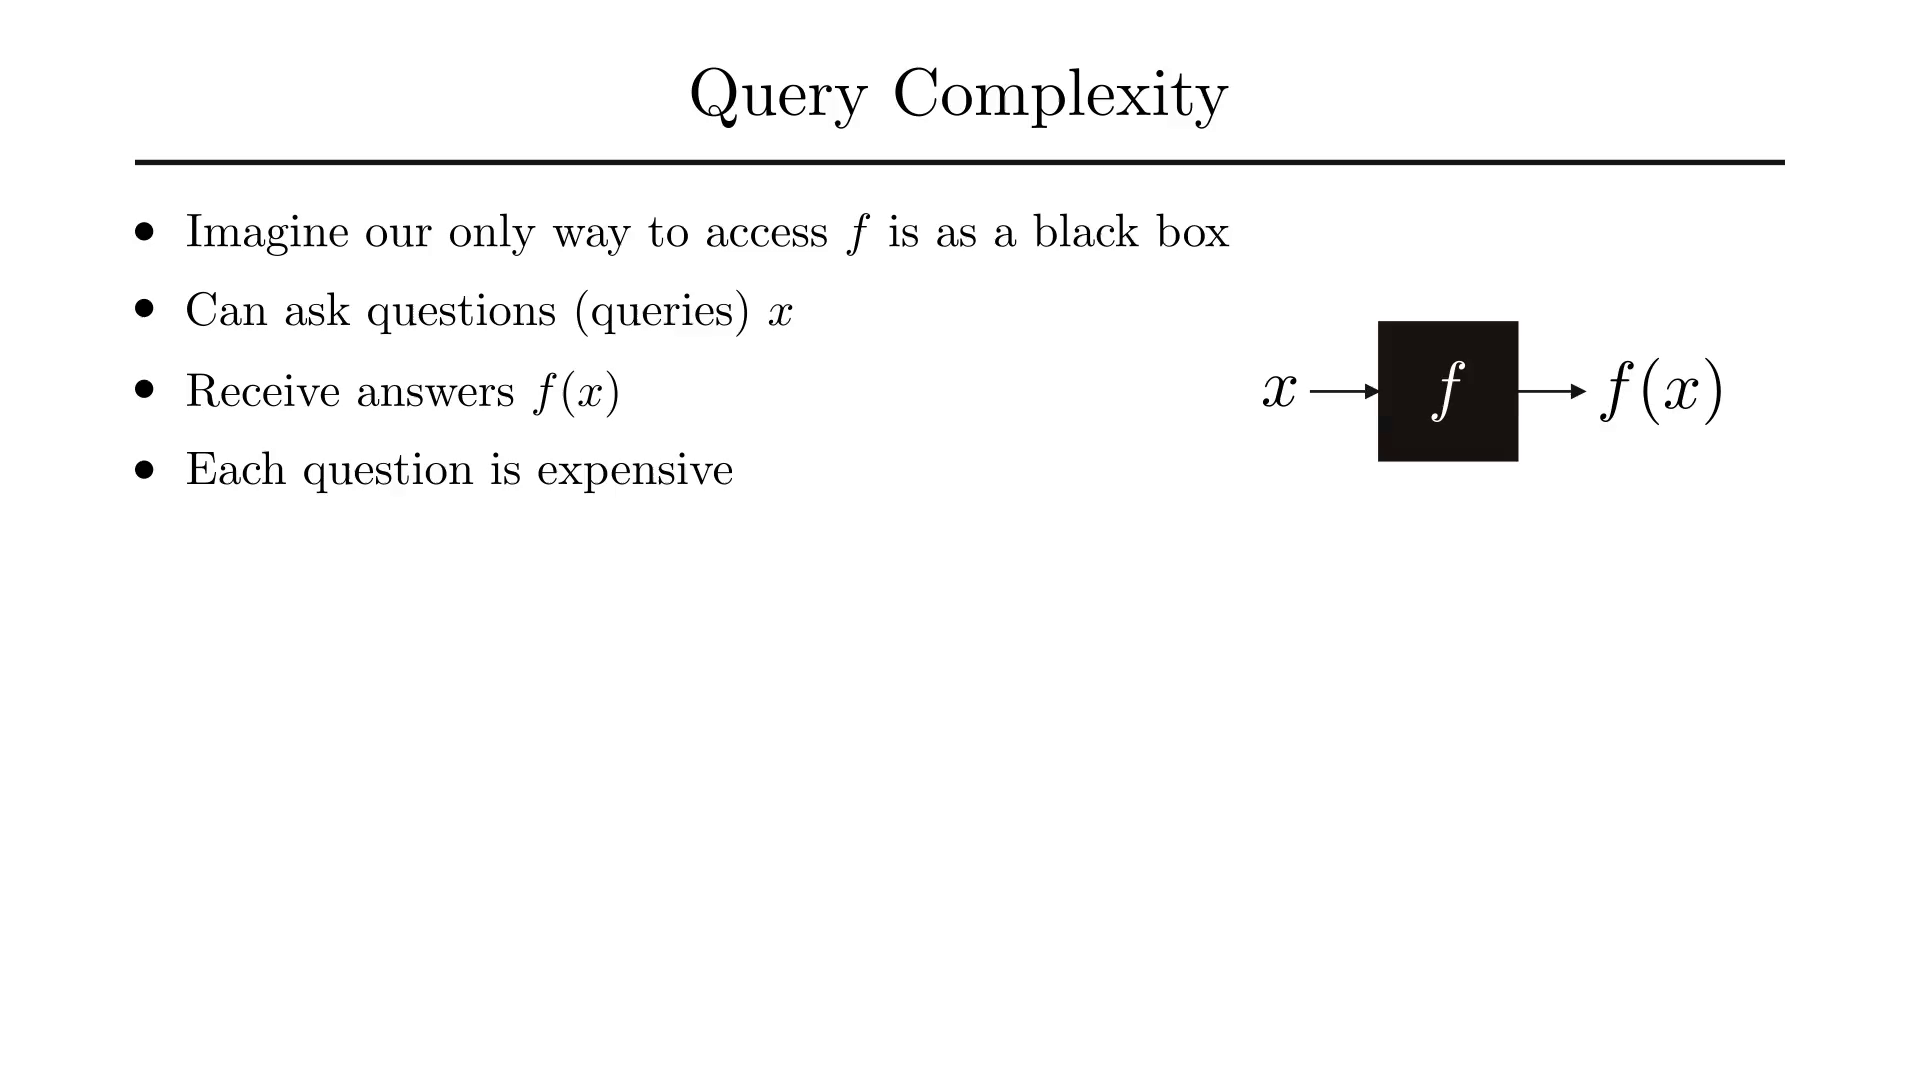 Query Complexity
• Imagine our only way to access f is as a black box
• Can ask questions (queries) x
• Receive answers f(x)
• Each question is expensive
x f f(x)